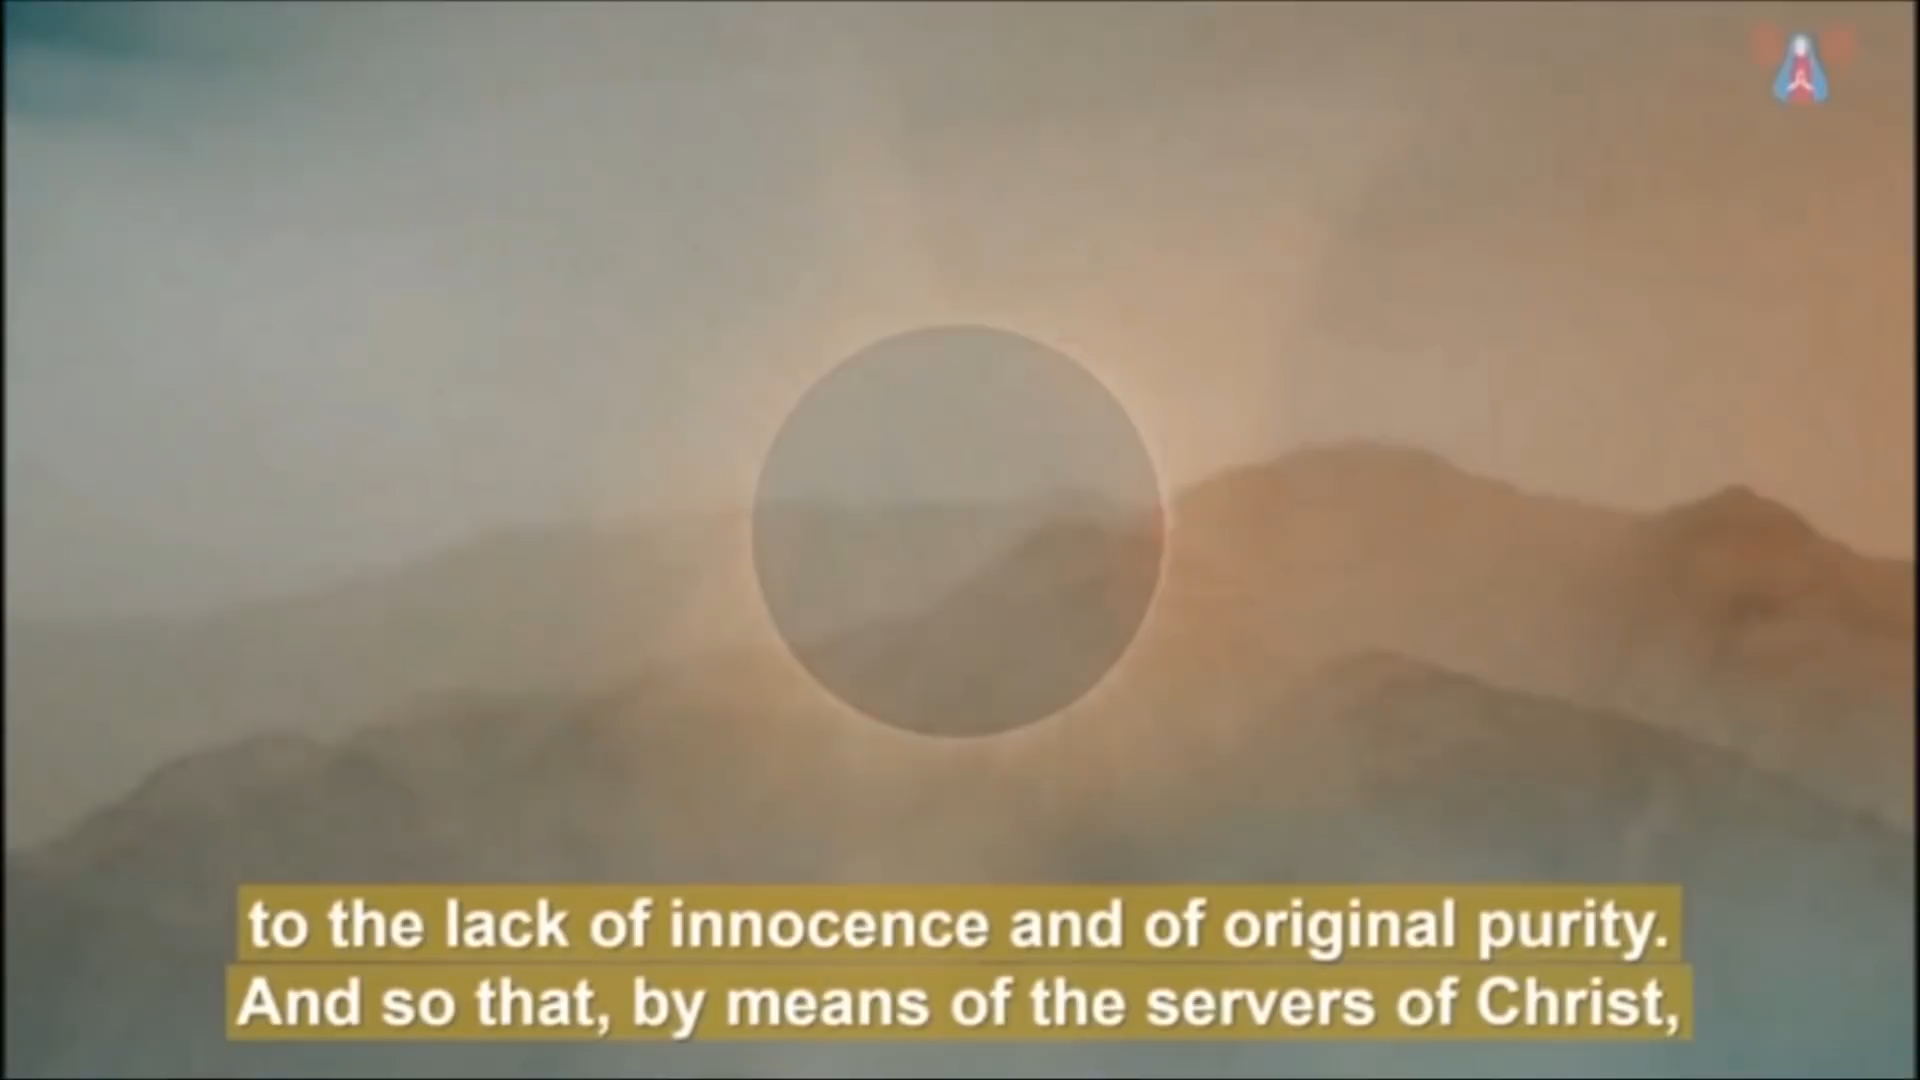 to the lack of innocence and of original purity.
And so that, by means of the servers of Christ,